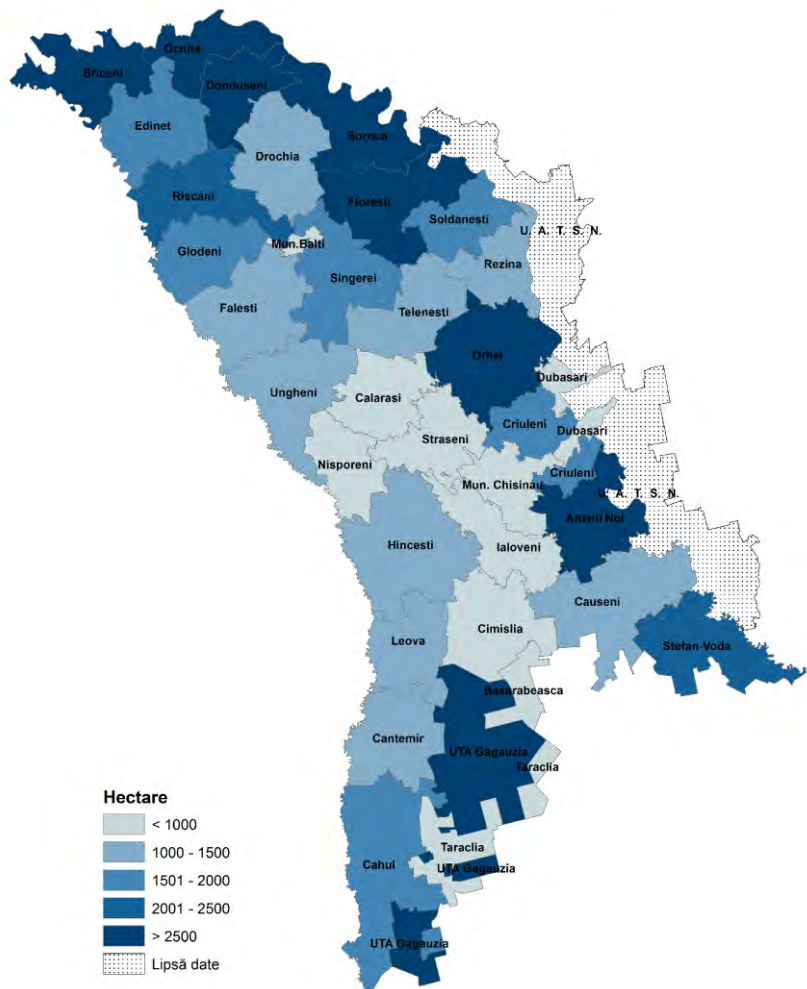 Ocnita
Briceni
Donduseni
Edinet
Soroca
Drochia
Riscani
Floresti
Soldanesti
U. A. T. S. N.
Mun.Balti
Glodeni
Rezina
Singerei
Falesti
Telenesti
Orhei
Dubasari
Ungheni
Calarasi
Criuleni
Dubasari
Straseni
Nisporeni
Criuleni
Mun. Chisinau
U. A. T. S. N.
Anenii Noi
Hincesti
Ialoveni
Causeni
Cimislia
Leova
Stefan-Voda
Basarabeasca
Cantemir
UTA Gagauzia
Taraclia
Hectare
< 1000
1000 - 1500
1501 - 2000
2001 - 2500
> 2500
Lipsă date
Taraclia
Cahul
UTA Gagauzia
UTA Gagauzia